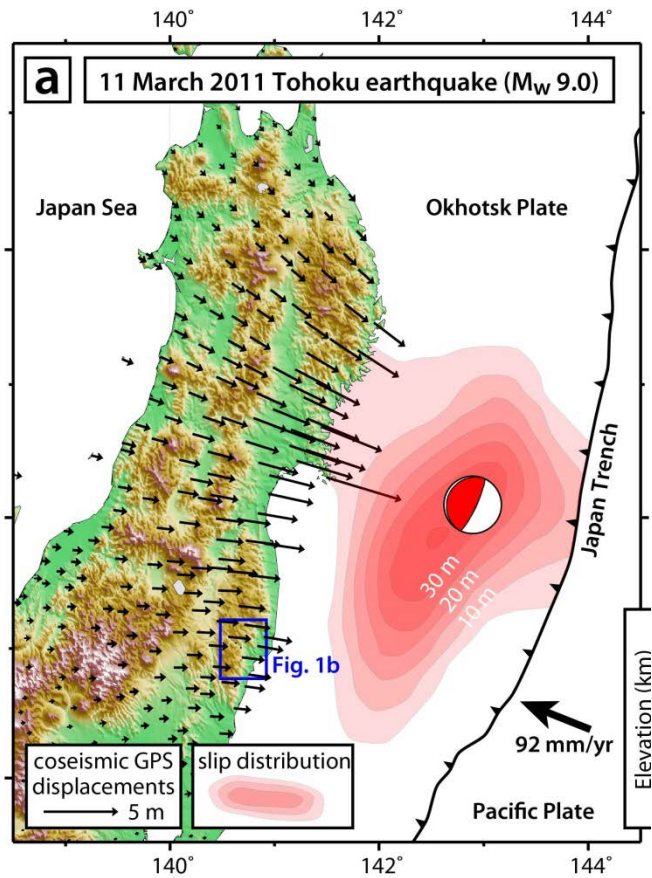 140° 142° 144°
a 11 March 2011 Tohoku earthquake (MW 9.0)
Japan Sea
Okhotsk Plate
Japan Trench
30 m
20 m
10 m
Fig. 1b
92 mm/yr
Elevation (km)
coseismic GPS
displacements
5 m
slip distribution
Pacific Plate
140° 142° 144°